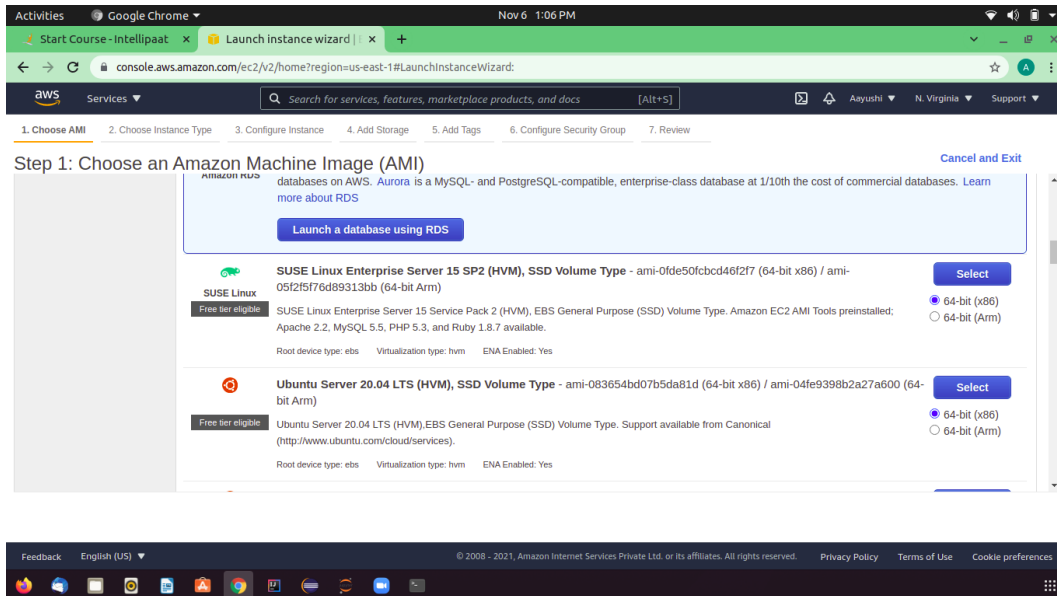 Activities Google Chrome Nov 6 1:06 PM
Start Course - Intellipaat × Launch instance wizard | × +
console.aws.amazon.com/ec2/v2/home?region=us-east-1#LaunchInstanceWizard: A
aws Services Search for services, features, marketplace products, and docs [Alt+S] Aayushi N. Virginia Support
1. Choose AMI 2. Choose Instance Type 3. Configure Instance 4. Add Storage 5. Add Tags 6. Configure Security Group 7. Review
Step 1: Choose an Amazon Machine Image (AMI) Cancel and Exit
Amazon RDS databases on AWS. Aurora is a MySQL- and PostgreSQL-compatible, enterprise-class database at 1/10th the cost of commercial databases. Learn
more about RDS
Launch a database using RDS
SUSE Linux Enterprise Server 15 SP2 (HVM), SSD Volume Type - ami-0fde50fcbcd46f2f7 (64-bit x86) / ami-
05f2f5f76d89313bb (64-bit Arm)
Select
SUSE Linux
Free tier eligible
SUSE Linux Enterprise Server 15 Service Pack 2 (HVM), EBS General Purpose (SSD) Volume Type. Amazon EC2 AMI Tools preinstalled;
Apache 2.2, MySQL 5.5, PHP 5.3, and Ruby 1.8.7 available.
64-bit (x86)
64-bit (Arm)
Root device type: ebs Virtualization type: hvm ENA Enabled: Yes
Ubuntu Server 20.04 LTS (HVM), SSD Volume Type - ami-083654bd07b5da81d (64-bit x86) / ami-04fe9398b2a27a600 (64-
bit Arm)
Select
Free tier eligible
Ubuntu Server 20.04 LTS (HVM),EBS General Purpose (SSD) Volume Type. Support available from Canonical
(http://www.ubuntu.com/cloud/services).
64-bit (x86)
64-bit (Arm)
Root device type: ebs Virtualization type: hvm ENA Enabled: Yes
Feedback English (US) © 2008 - 2021, Amazon Internet Services Private Ltd. or its affiliates. All rights reserved. Privacy Policy Terms of Use Cookie preferences